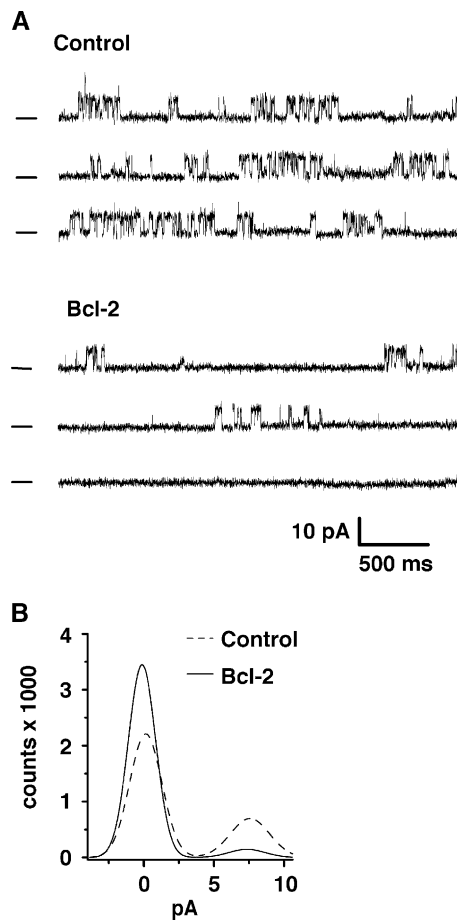 A
Control
Bcl-2
10 pA
500 ms
B
Control
Bcl-2
counts x 1000
4
3
2
1
0
0 5 10
pA